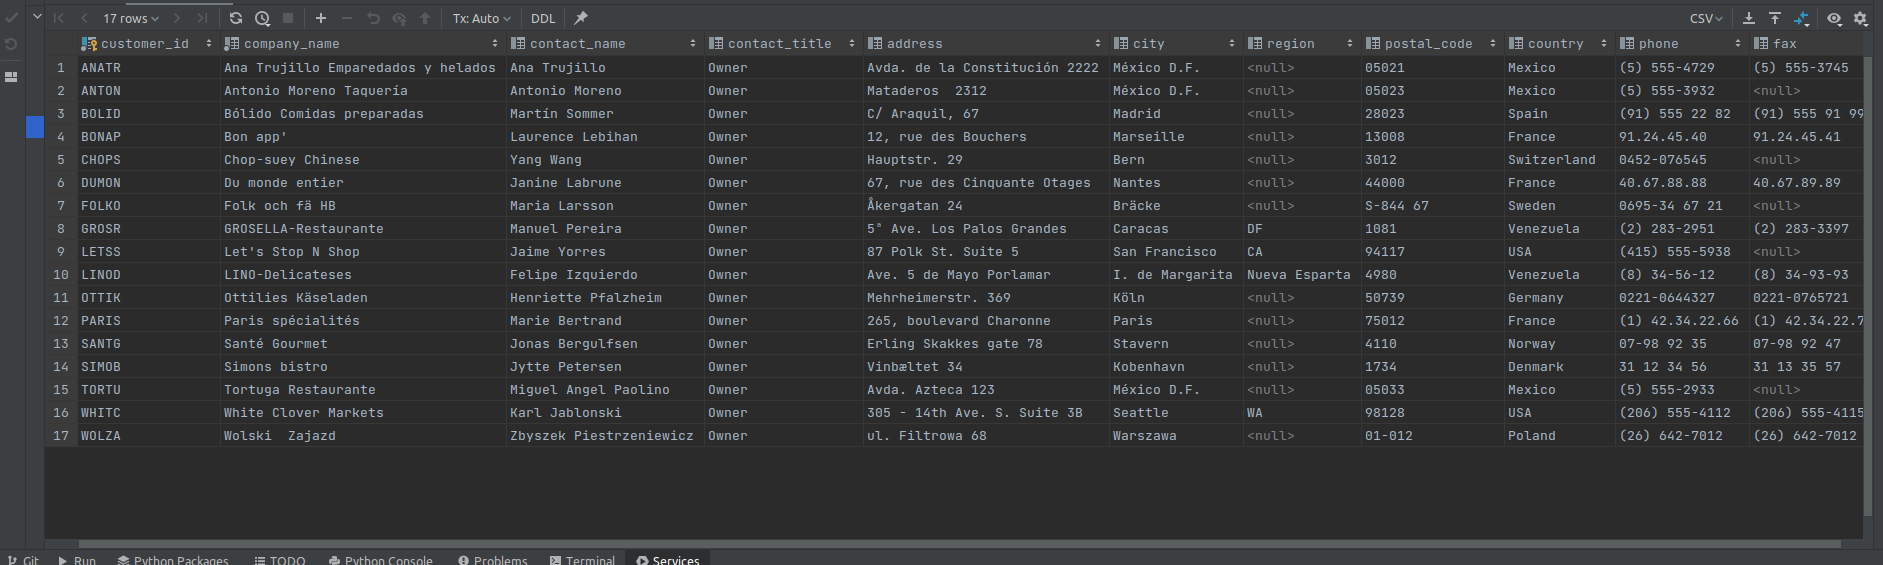 17 rows Tx: Auto DDL CSV
customer_id company_name contact_name contact_title address city region postal_code country phone fax
1 ANATR Ana Trujillo Emparedados y helados Ana Trujillo Owner Avda. de la Constitución 2222 México D.F. <null> 05021 Mexico (5) 555-4729 (5) 555-3745
2 ANTON Antonio Moreno Taquería Antonio Moreno Owner Mataderos  2312 México D.F. <null> 05023 Mexico (5) 555-3932 <null>
3 BOLID Bólido Comidas preparadas Martín Sommer Owner C/ Araquil, 67 Madrid <null> 28023 Spain (91) 555 22 82 (91) 555 91 99
4 BONAP Bon app' Laurence Lebihan Owner 12, rue des Bouchers Marseille <null> 13008 France 91.24.45.40 91.24.45.41
5 CHOPS Chop-suey Chinese Yang Wang Owner Hauptstr. 29 Bern <null> 3012 Switzerland 0452-076545 <null>
6 DUMON Du monde entier Janine Labrune Owner 67, rue des Cinquante Otages Nantes <null> 44000 France 40.67.88.88 40.67.89.89
7 FOLKO Folk och fä HB Maria Larsson Owner Åkergatan 24 Bräcke <null> S-844 67 Sweden 0695-34 67 21 <null>
8 GROSR GROSELLA-Restaurante Manuel Pereira Owner 5ª Ave. Los Palos Grandes Caracas DF 1081 Venezuela (2) 283-2951 (2) 283-3397
9 LETSS Let's Stop N Shop Jaime Yorres Owner 87 Polk St. Suite 5 San Francisco CA 94117 USA (415) 555-5938 <null>
10 LINOD LINO-Delicateses Felipe Izquierdo Owner Ave. 5 de Mayo Porlamar I. de Margarita Nueva Esparta 4980 Venezuela (8) 34-56-12 (8) 34-93-93
11 OTTIK Ottilies Käseladen Henriette Pfalzheim Owner Mehrheimerstr. 369 Köln <null> 50739 Germany 0221-0644327 0221-0765721
12 PARIS Paris spécialités Marie Bertrand Owner 265, boulevard Charonne Paris <null> 75012 France (1) 42.34.22.66 (1) 42.34.22.7
13 SANTG Santé Gourmet Jonas Bergulfsen Owner Erling Skakkes gate 78 Stavern <null> 4110 Norway 07-98 92 35 07-98 92 47
14 SIMOB Simons bistro Jytte Petersen Owner Vinbæltet 34 Kobenhavn <null> 1734 Denmark 31 12 34 56 31 13 35 57
15 TORTU Tortuga Restaurante Miguel Angel Paolino Owner Avda. Azteca 123 México D.F. <null> 05033 Mexico (5) 555-2933 <null>
16 WHITC White Clover Markets Karl Jablonski Owner 305 - 14th Ave. S. Suite 3B Seattle WA 98128 USA (206) 555-4112 (206) 555-4115
17 WOLZA Wolski  Zajazd Zbyszek Piestrzeniewicz Owner ul. Filtrowa 68 Warszawa <null> 01-012 Poland (26) 642-7012 (26) 642-7012
Git Run Python Packages TODO Python Console Problems Terminal Services